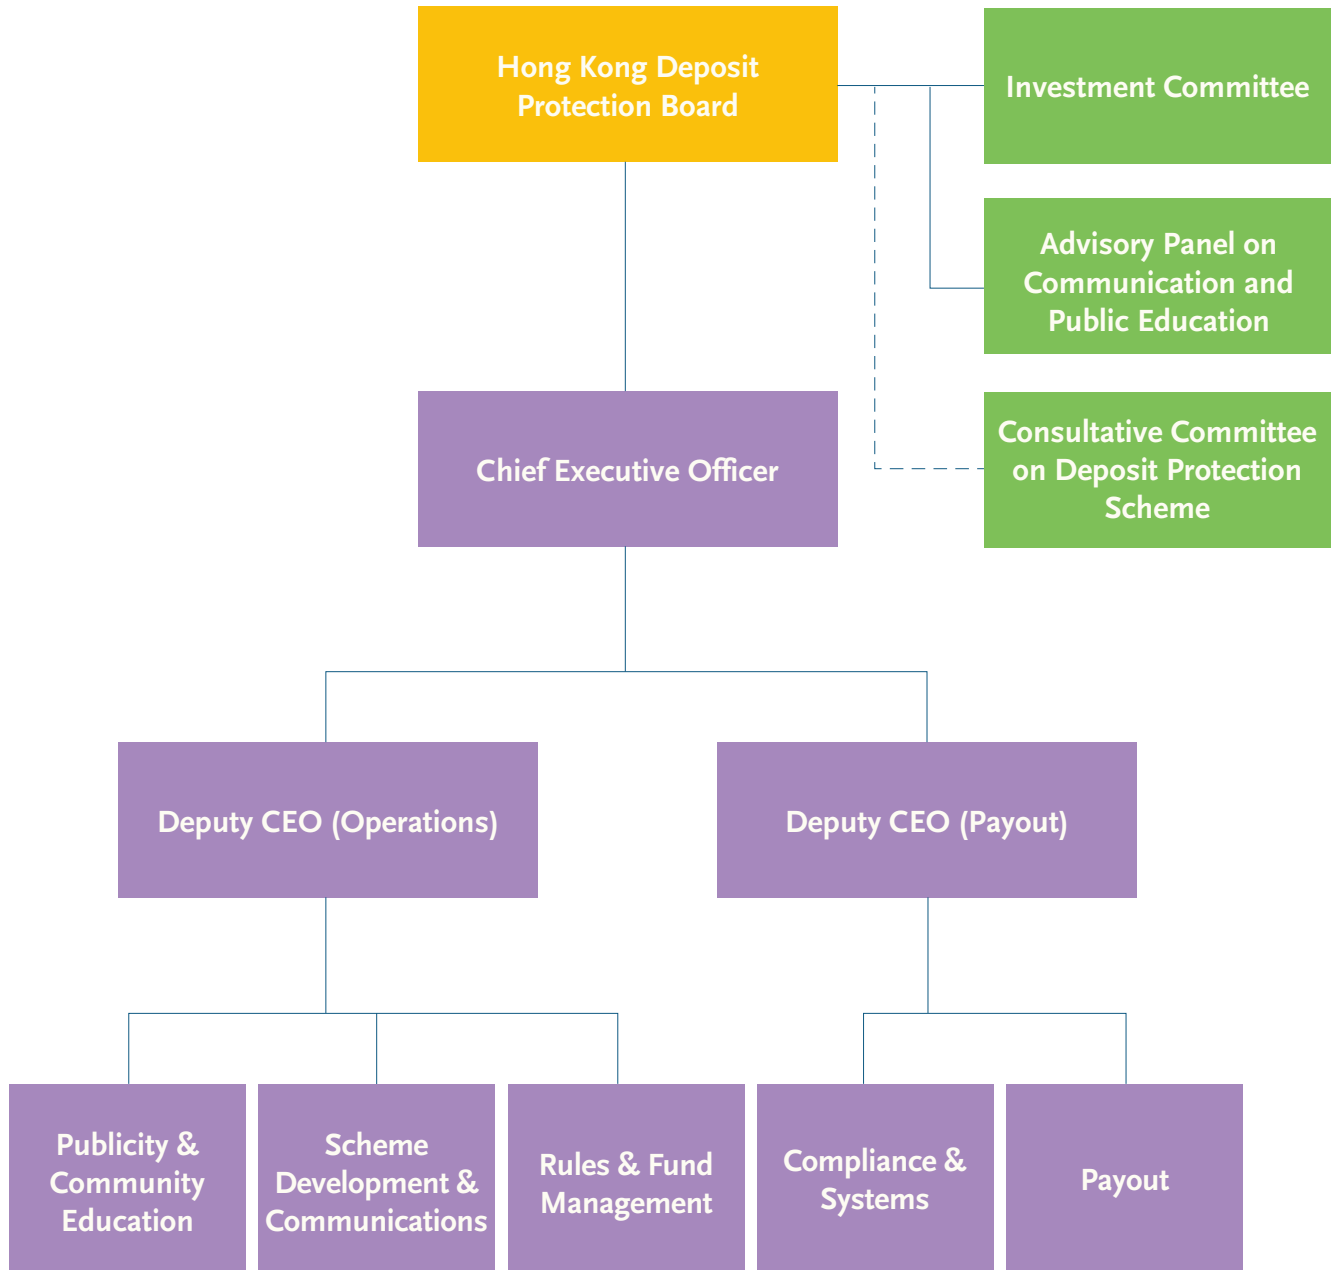 Hong Kong Deposit
Protection Board
Investment Committee
Advisory Panel on
Communication and
Public Education
Consultative Committee
on Deposit Protection
Scheme
Chief Executive Officer
Deputy CEO (Operations)
Deputy CEO (Payout)
Publicity &
Community
Education
Scheme
Development &
Communications
Rules & Fund
Management
Compliance &
Systems
Payout